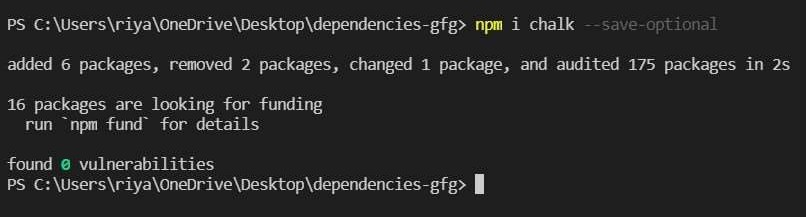 PS C:\Users\riya\OneDrive\Desktop\dependencies-gfg> npm i chalk --save-optional
added 6 packages, removed 2 packages, changed 1 package, and audited 175 packages in 2s
16 packages are looking for funding
  run `npm fund` for details
found 0 vulnerabilities
PS C:\Users\riya\OneDrive\Desktop\dependencies-gfg>